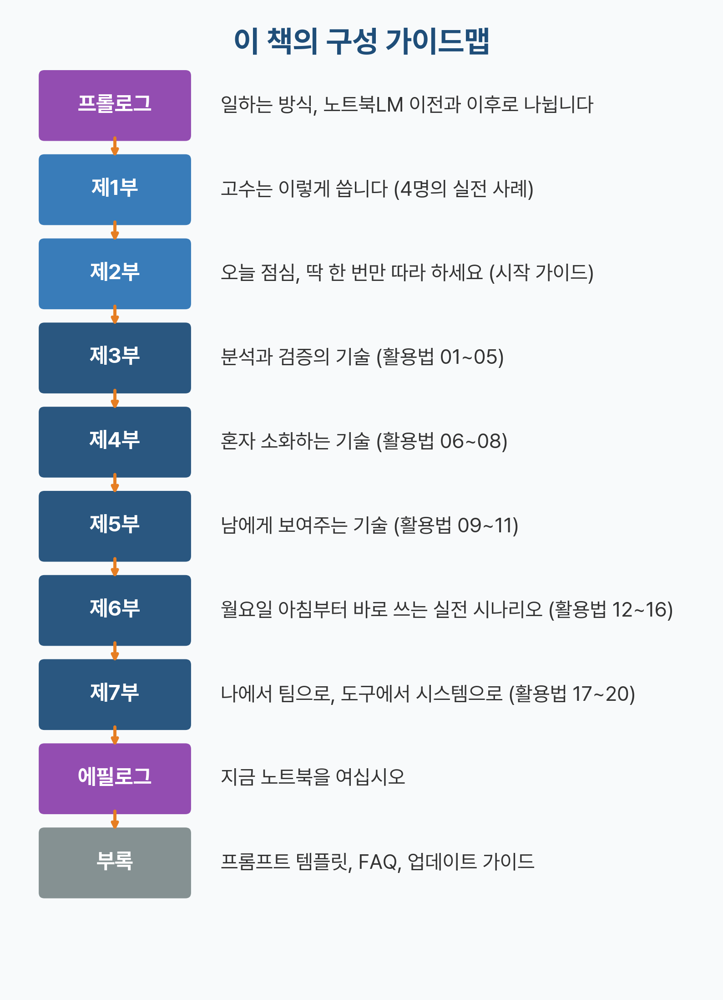 이 책의 구성 가이드맵
프롤로그
일하는 방식, 노트북LM 이전과 이후로 나뉩니다
제1부
고수는 이렇게 씁니다 (4명의 실전 사례)
제2부
오늘 점심, 딱 한 번만 따라 하세요 (시작 가이드)
제3부
분석과 검증의 기술 (활용법 01~05)
제4부
혼자 소화하는 기술 (활용법 06~08)
제5부
남에게 보여주는 기술 (활용법 09~11)
제6부
월요일 아침부터 바로 쓰는 실전 시나리오 (활용법 12~16)
제7부
나에서 팀으로, 도구에서 시스템으로 (활용법 17~20)
에필로그
지금 노트북을 여십시오
부록
프롬프트 템플릿, FAQ, 업데이트 가이드